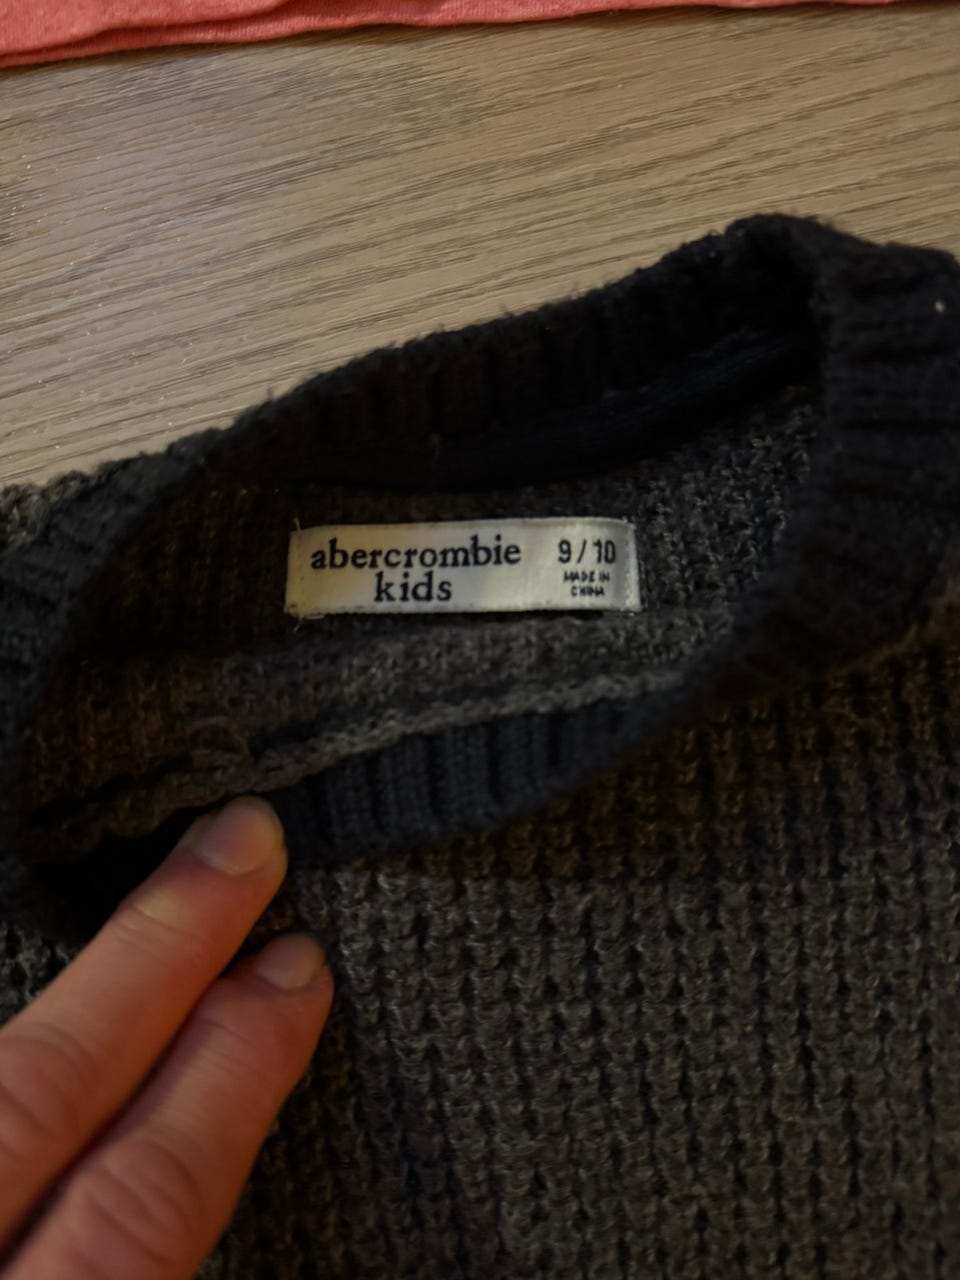 abercrombie
kids
9/10
MADE IN
CHINA